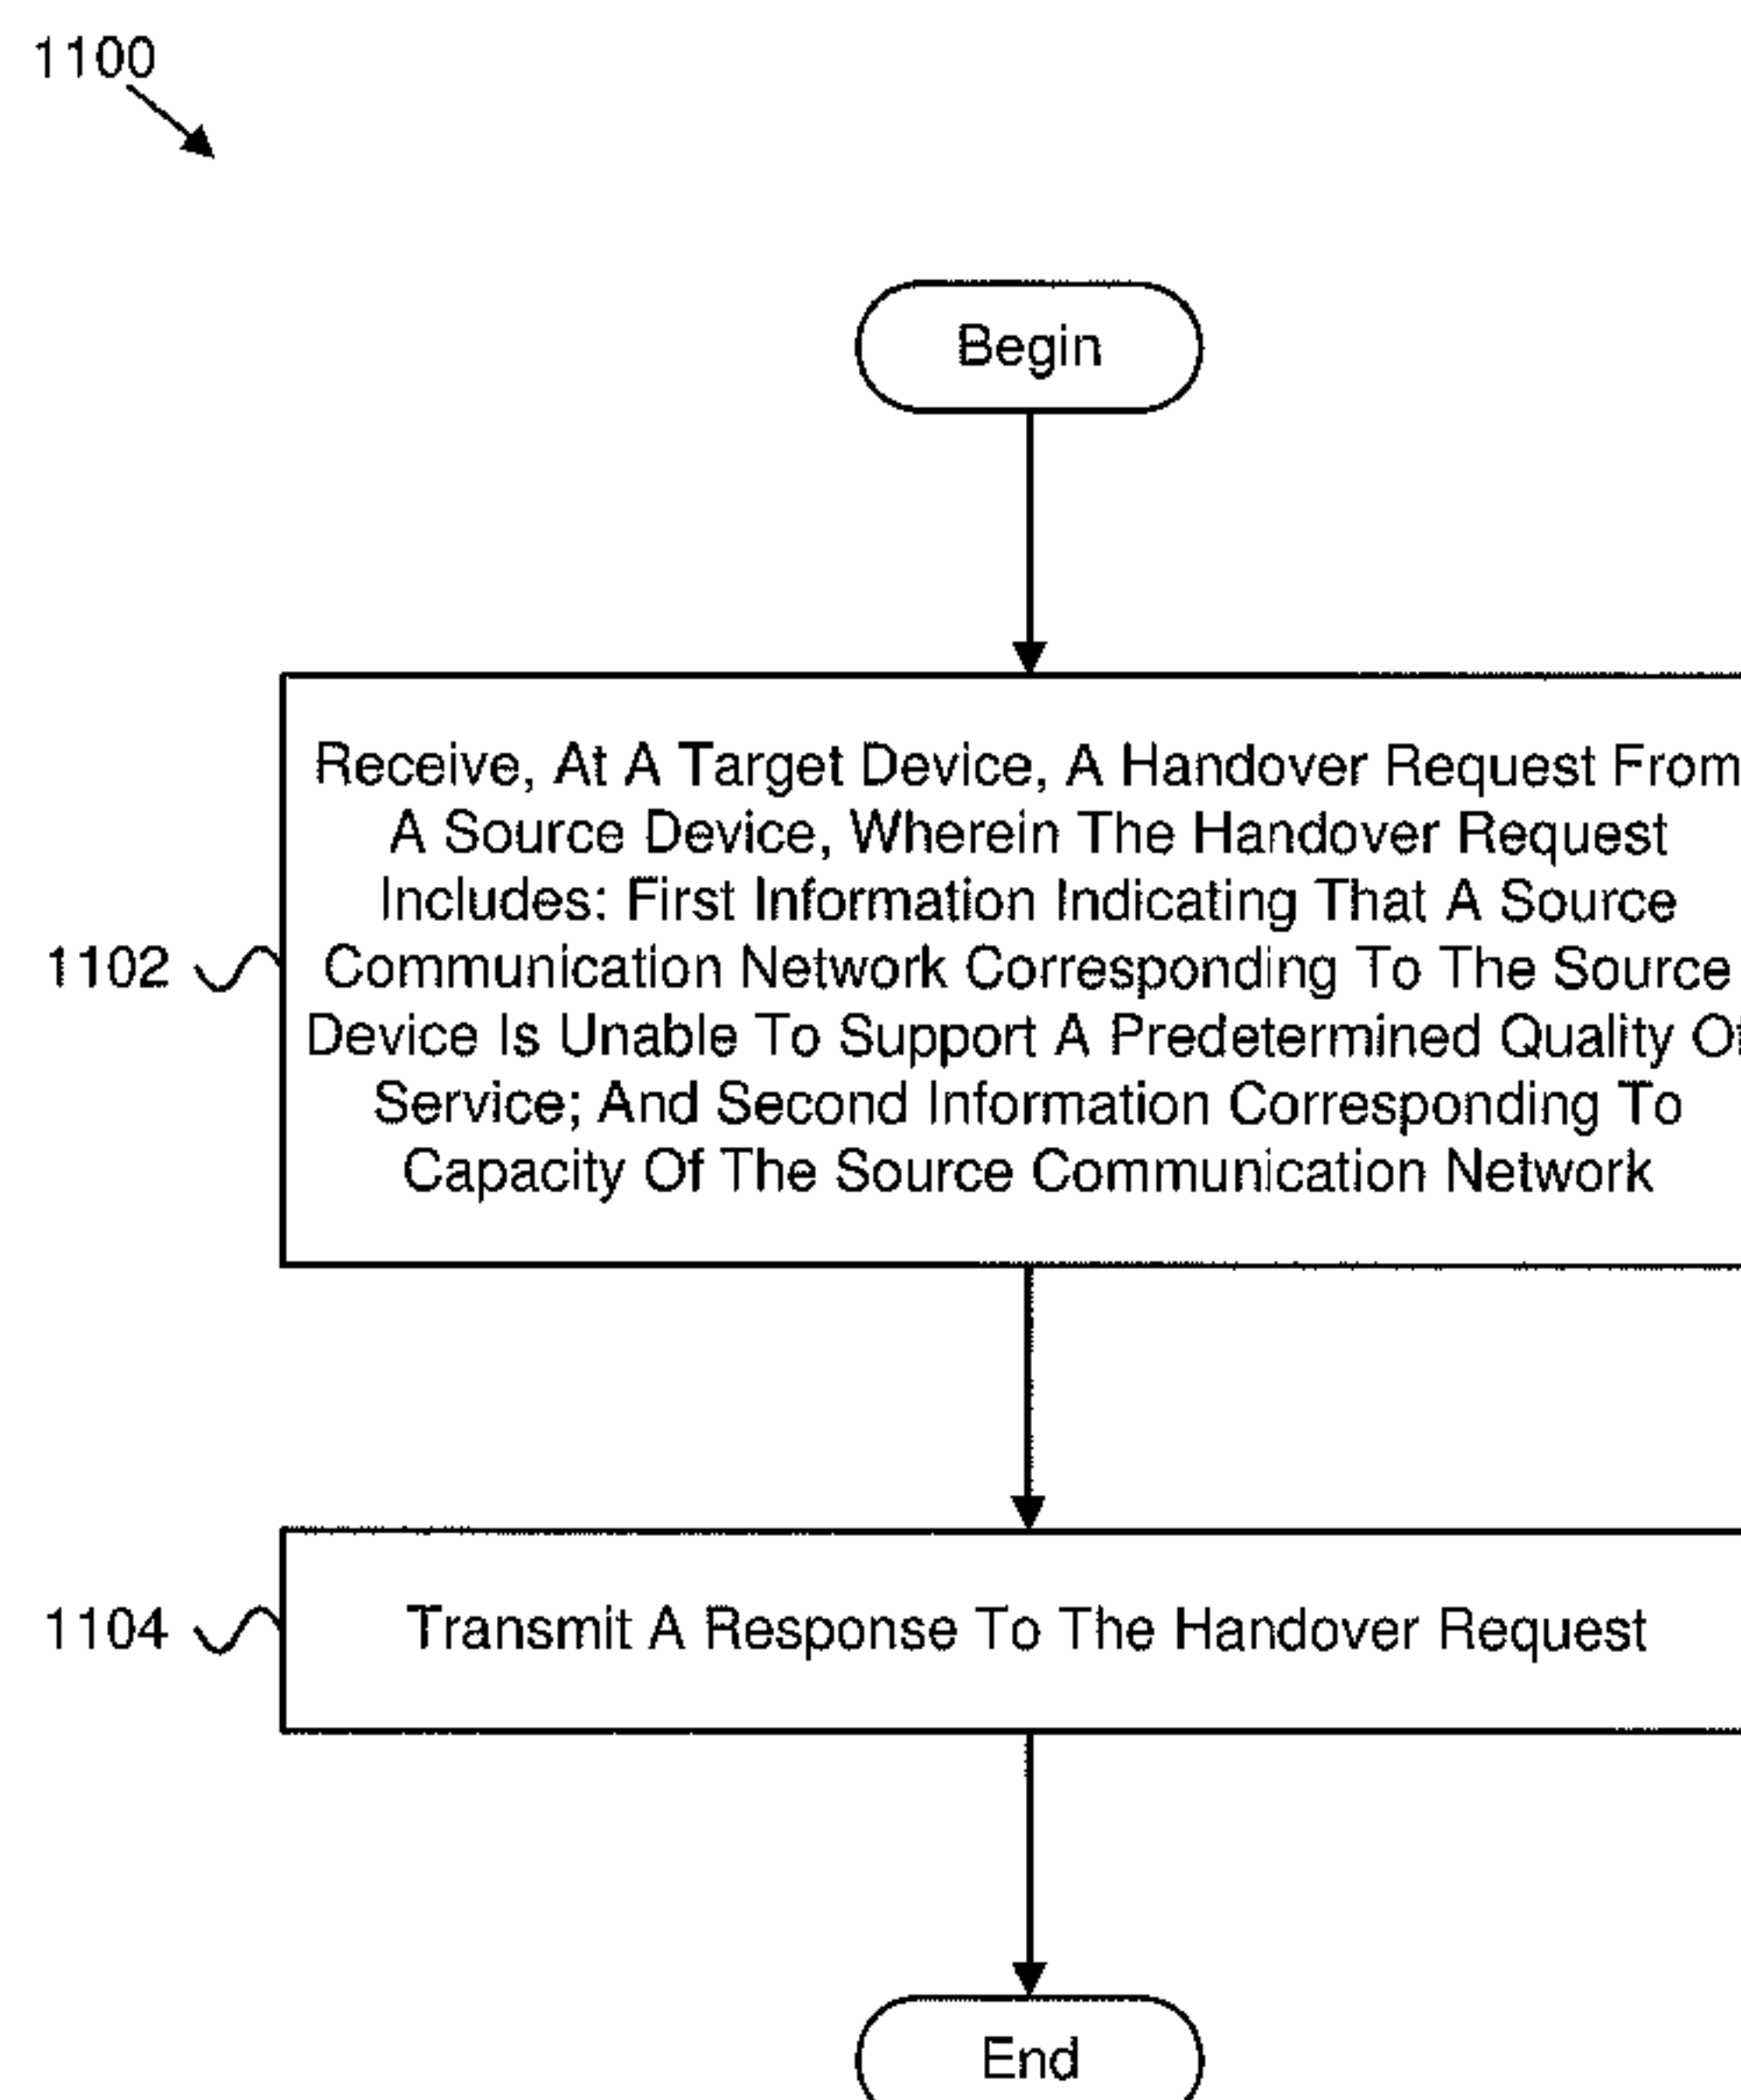 1100
Begin
Receive, At A Target Device, A Handover Request From
A Source Device, Wherein The Handover Request
Includes: First Information Indicating That A Source
1102 Communication Network Corresponding To The Source
Device Is Unable To Support A Predetermined Quality Of
Service; And Second Information Corresponding To
Capacity Of The Source Communication Network
1104 Transmit A Response To The Handover Request
End